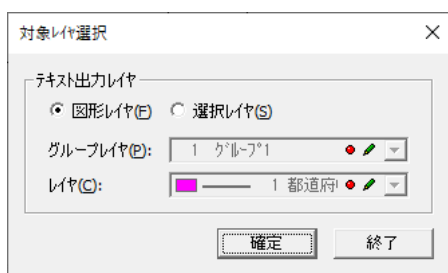 対象ﾚｲﾔ選択
ﾃｷｽﾄ出力ﾚｲﾔ
図形ﾚｲﾔ(F) 選択ﾚｲﾔ(S)
ｸﾞﾙｰﾌﾟﾚｲﾔ(P): 1 ｸﾞﾙｰﾌﾟ1
ﾚｲﾔ(C): 1 都道府
確定 終了